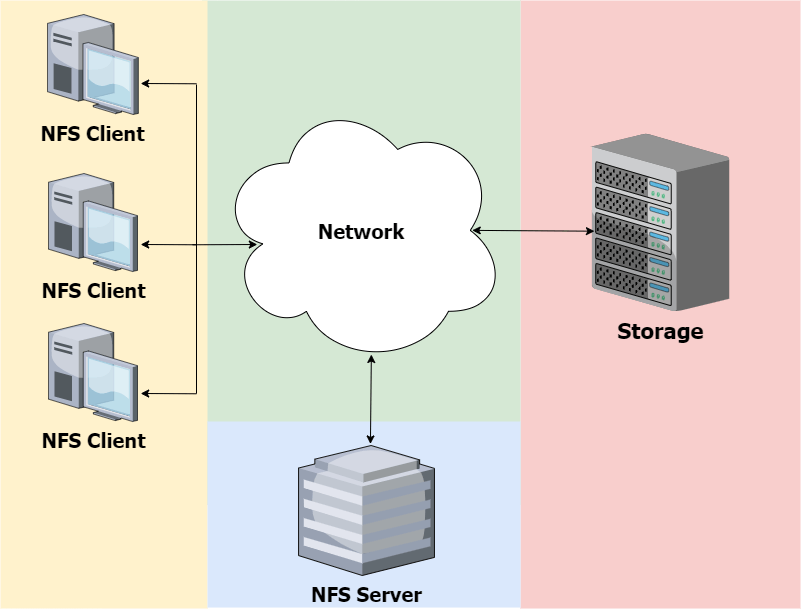 NFS Client
NFS Client
NFS Client
Network
Storage
NFS Server